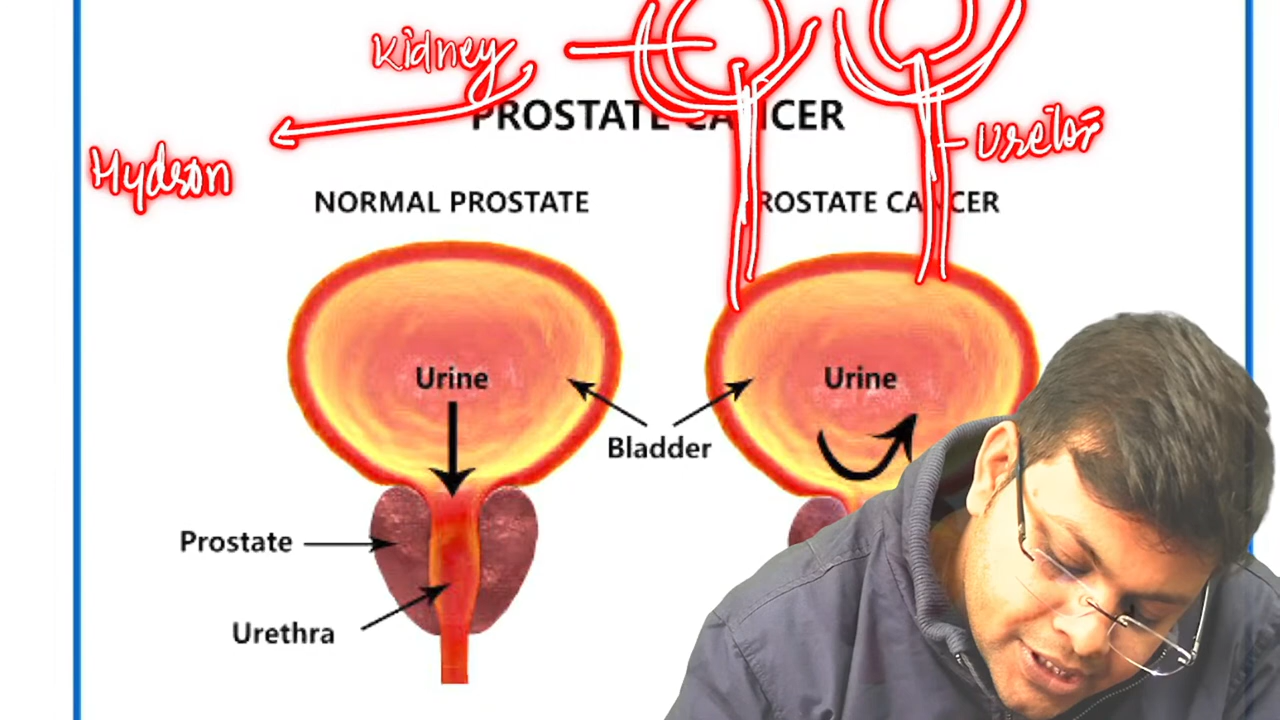 Kidney
PROSTATE CANCER
Ureter
Hydron
NORMAL PROSTATE
ROSTATE CANCER
Urine
Urine
Bladder
Prostate
Urethra